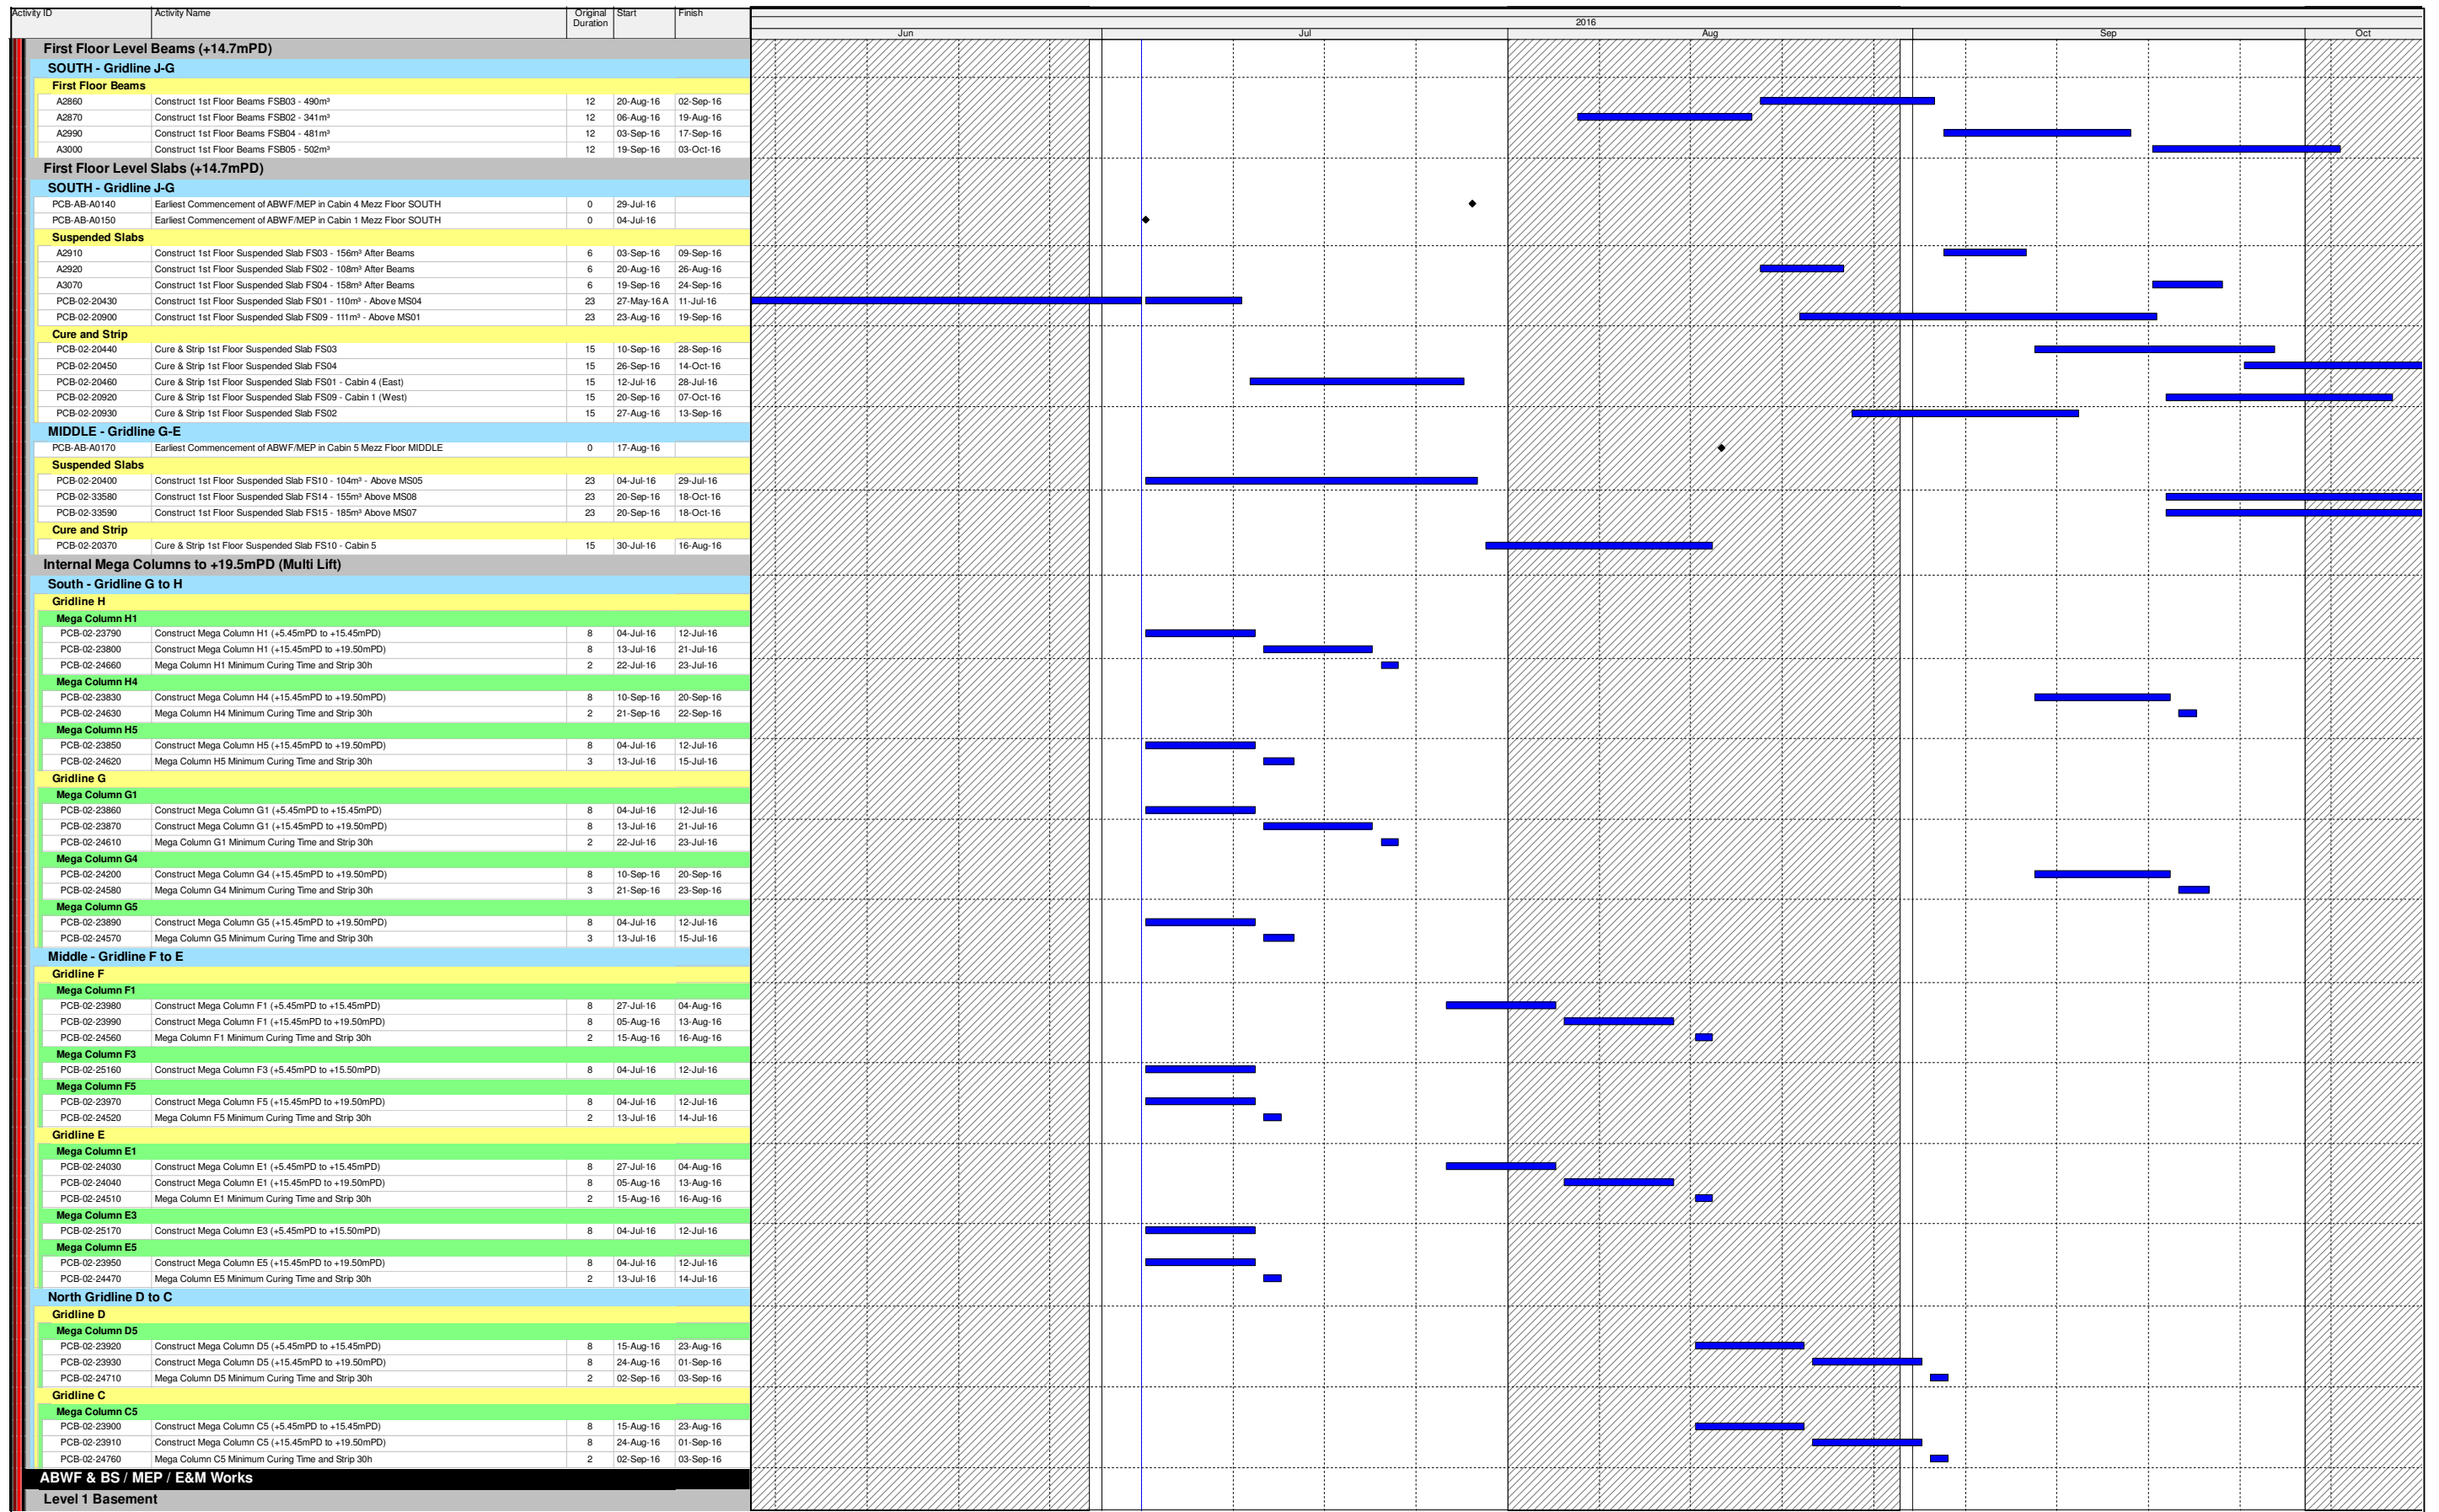 Activity ID Activity Name Original Duration Start Finish
2016
Jun Jul Aug Sep Oct
First Floor Level Beams (+14.7mPD)
SOUTH - Gridline J-G
First Floor Beams
A2860 Construct 1st Floor Beams FSB03 - 490m³ 12 20-Aug-16 02-Sep-16
A2870 Construct 1st Floor Beams FSB02 - 341m³ 12 06-Aug-16 19-Aug-16
A2990 Construct 1st Floor Beams FSB04 - 481m³ 12 03-Sep-16 17-Sep-16
A3000 Construct 1st Floor Beams FSB05 - 502m³ 12 19-Sep-16 03-Oct-16
First Floor Level Slabs (+14.7mPD)
SOUTH - Gridline J-G
PCB-AB-A0140 Earliest Commencement of ABWF/MEP in Cabin 4 Mezz Floor SOUTH 0 29-Jul-16
PCB-AB-A0150 Earliest Commencement of ABWF/MEP in Cabin 1 Mezz Floor SOUTH 0 04-Jul-16
Suspended Slabs
A2910 Construct 1st Floor Suspended Slab FS03 - 156m³ After Beams 6 03-Sep-16 09-Sep-16
A2920 Construct 1st Floor Suspended Slab FS02 - 108m³ After Beams 6 20-Aug-16 26-Aug-16
A3070 Construct 1st Floor Suspended Slab FS04 - 158m³ After Beams 6 19-Sep-16 24-Sep-16
PCB-02-20430 Construct 1st Floor Suspended Slab FS01 - 110m³ - Above MS04 23 27-May-16 A 11-Jul-16
PCB-02-20900 Construct 1st Floor Suspended Slab FS09 - 111m³ - Above MS01 23 23-Aug-16 19-Sep-16
Cure and Strip
PCB-02-20440 Cure & Strip 1st Floor Suspended Slab FS03 15 10-Sep-16 28-Sep-16
PCB-02-20450 Cure & Strip 1st Floor Suspended Slab FS04 15 26-Sep-16 14-Oct-16
PCB-02-20460 Cure & Strip 1st Floor Suspended Slab FS01 - Cabin 4 (East) 15 12-Jul-16 28-Jul-16
PCB-02-20920 Cure & Strip 1st Floor Suspended Slab FS09 - Cabin 1 (West) 15 20-Sep-16 07-Oct-16
PCB-02-20930 Cure & Strip 1st Floor Suspended Slab FS02 15 27-Aug-16 13-Sep-16
MIDDLE - Gridline G-E
PCB-AB-A0170 Earliest Commencement of ABWF/MEP in Cabin 5 Mezz Floor MIDDLE 0 17-Aug-16
Suspended Slabs
PCB-02-20400 Construct 1st Floor Suspended Slab FS10 - 104m³ - Above MS05 23 04-Jul-16 29-Jul-16
PCB-02-33580 Construct 1st Floor Suspended Slab FS14 - 155m³ Above MS08 23 20-Sep-16 18-Oct-16
PCB-02-33590 Construct 1st Floor Suspended Slab FS15 - 185m³ Above MS07 23 20-Sep-16 18-Oct-16
Cure and Strip
PCB-02-20370 Cure & Strip 1st Floor Suspended Slab FS10 - Cabin 5 15 30-Jul-16 16-Aug-16
Internal Mega Columns to +19.5mPD (Multi Lift)
South - Gridline G to H
Gridline H
Mega Column H1
PCB-02-23790 Construct Mega Column H1 (+5.45mPD to +15.45mPD) 8 04-Jul-16 12-Jul-16
PCB-02-23800 Construct Mega Column H1 (+15.45mPD to +19.50mPD) 8 13-Jul-16 21-Jul-16
PCB-02-24660 Mega Column H1 Minimum Curing Time and Strip 30h 2 22-Jul-16 23-Jul-16
Mega Column H4
PCB-02-23830 Construct Mega Column H4 (+15.45mPD to +19.50mPD) 8 10-Sep-16 20-Sep-16
PCB-02-24630 Mega Column H4 Minimum Curing Time and Strip 30h 2 21-Sep-16 22-Sep-16
Mega Column H5
PCB-02-23850 Construct Mega Column H5 (+15.45mPD to +19.50mPD) 8 04-Jul-16 12-Jul-16
PCB-02-24620 Mega Column H5 Minimum Curing Time and Strip 30h 3 13-Jul-16 15-Jul-16
Gridline G
Mega Column G1
PCB-02-23860 Construct Mega Column G1 (+5.45mPD to +15.45mPD) 8 04-Jul-16 12-Jul-16
PCB-02-23870 Construct Mega Column G1 (+15.45mPD to +19.50mPD) 8 13-Jul-16 21-Jul-16
PCB-02-24610 Mega Column G1 Minimum Curing Time and Strip 30h 2 22-Jul-16 23-Jul-16
Mega Column G4
PCB-02-24200 Construct Mega Column G4 (+15.45mPD to +19.50mPD) 8 10-Sep-16 20-Sep-16
PCB-02-24580 Mega Column G4 Minimum Curing Time and Strip 30h 3 21-Sep-16 23-Sep-16
Mega Column G5
PCB-02-23890 Construct Mega Column G5 (+15.45mPD to +19.50mPD) 8 04-Jul-16 12-Jul-16
PCB-02-24570 Mega Column G5 Minimum Curing Time and Strip 30h 3 13-Jul-16 15-Jul-16
Middle - Gridline F to E
Gridline F
Mega Column F1
PCB-02-23980 Construct Mega Column F1 (+5.45mPD to +15.45mPD) 8 27-Jul-16 04-Aug-16
PCB-02-23990 Construct Mega Column F1 (+15.45mPD to +19.50mPD) 8 05-Aug-16 13-Aug-16
PCB-02-24560 Mega Column F1 Minimum Curing Time and Strip 30h 2 15-Aug-16 16-Aug-16
Mega Column F3
PCB-02-25160 Construct Mega Column F3 (+5.45mPD to +15.50mPD) 8 04-Jul-16 12-Jul-16
Mega Column F5
PCB-02-23970 Construct Mega Column F5 (+15.45mPD to +19.50mPD) 8 04-Jul-16 12-Jul-16
PCB-02-24520 Mega Column F5 Minimum Curing Time and Strip 30h 2 13-Jul-16 14-Jul-16
Gridline E
Mega Column E1
PCB-02-24030 Construct Mega Column E1 (+5.45mPD to +15.45mPD) 8 27-Jul-16 04-Aug-16
PCB-02-24040 Construct Mega Column E1 (+15.45mPD to +19.50mPD) 8 05-Aug-16 13-Aug-16
PCB-02-24510 Mega Column E1 Minimum Curing Time and Strip 30h 2 15-Aug-16 16-Aug-16
Mega Column E3
PCB-02-25170 Construct Mega Column E3 (+5.45mPD to +15.50mPD) 8 04-Jul-16 12-Jul-16
Mega Column E5
PCB-02-23950 Construct Mega Column E5 (+15.45mPD to +19.50mPD) 8 04-Jul-16 12-Jul-16
PCB-02-24470 Mega Column E5 Minimum Curing Time and Strip 30h 2 13-Jul-16 14-Jul-16
North Gridline D to C
Gridline D
Mega Column D5
PCB-02-23920 Construct Mega Column D5 (+5.45mPD to +15.45mPD) 8 15-Aug-16 23-Aug-16
PCB-02-23930 Construct Mega Column D5 (+15.45mPD to +19.50mPD) 8 24-Aug-16 01-Sep-16
PCB-02-24710 Mega Column D5 Minimum Curing Time and Strip 30h 2 02-Sep-16 03-Sep-16
Gridline C
Mega Column C5
PCB-02-23900 Construct Mega Column C5 (+5.45mPD to +15.45mPD) 8 15-Aug-16 23-Aug-16
PCB-02-23910 Construct Mega Column C5 (+15.45mPD to +19.50mPD) 8 24-Aug-16 01-Sep-16
PCB-02-24760 Mega Column C5 Minimum Curing Time and Strip 30h 2 02-Sep-16 03-Sep-16
ABWF & BS / MEP / E&M Works
Level 1 Basement